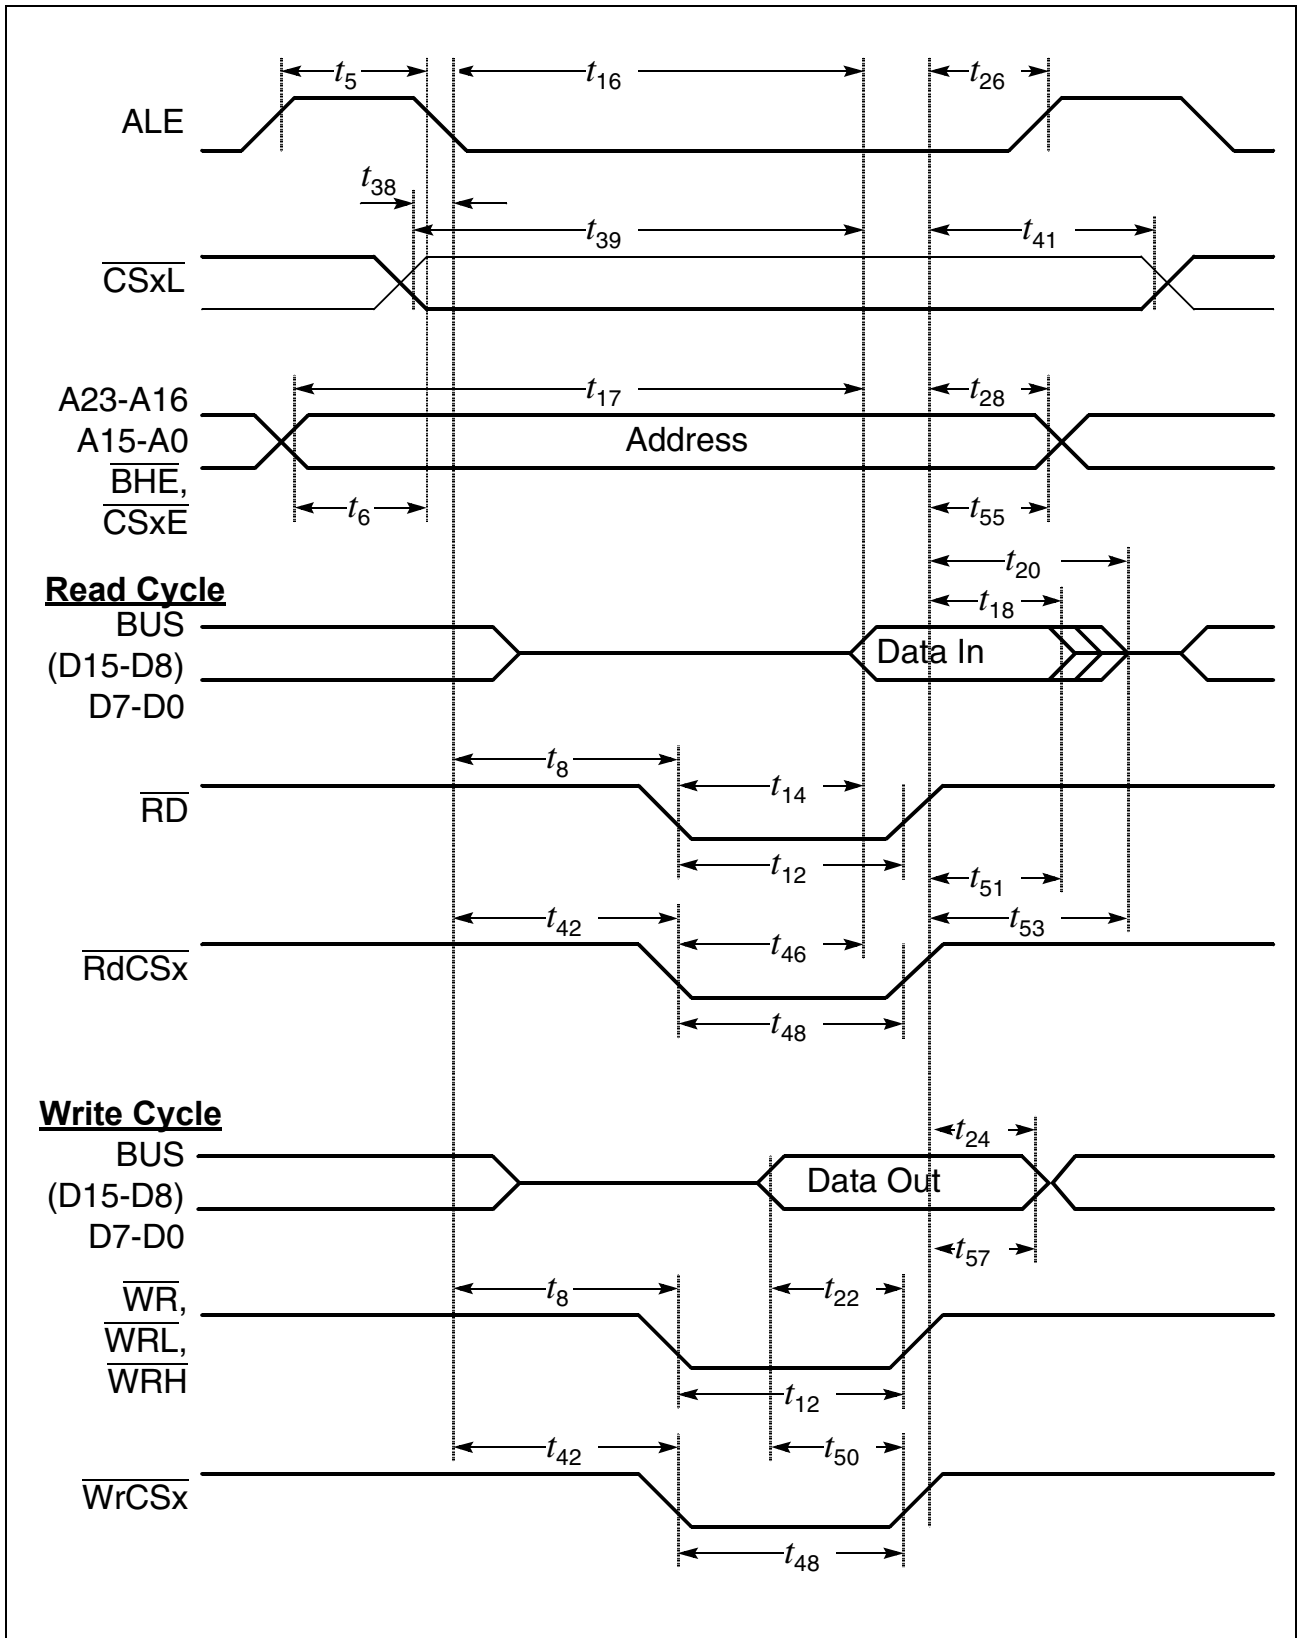 t5 t16 t26
ALE
t38
t39 t41
CSxL
A23-A16 t17 t28
A15-A0 Address
BHE,
CSxE t6 t55
t20
Read Cycle t18
BUS
(D15-D8) Data In
D7-D0
t8
t14
RD
t12
t51
t42 t53
t46
RdCSx
t48
Write Cycle
t24
BUS
(D15-D8) Data Out
D7-D0
t57
WR, t8 t22
WRL,
WRH
t12
t42 t50
WrCSx
t48